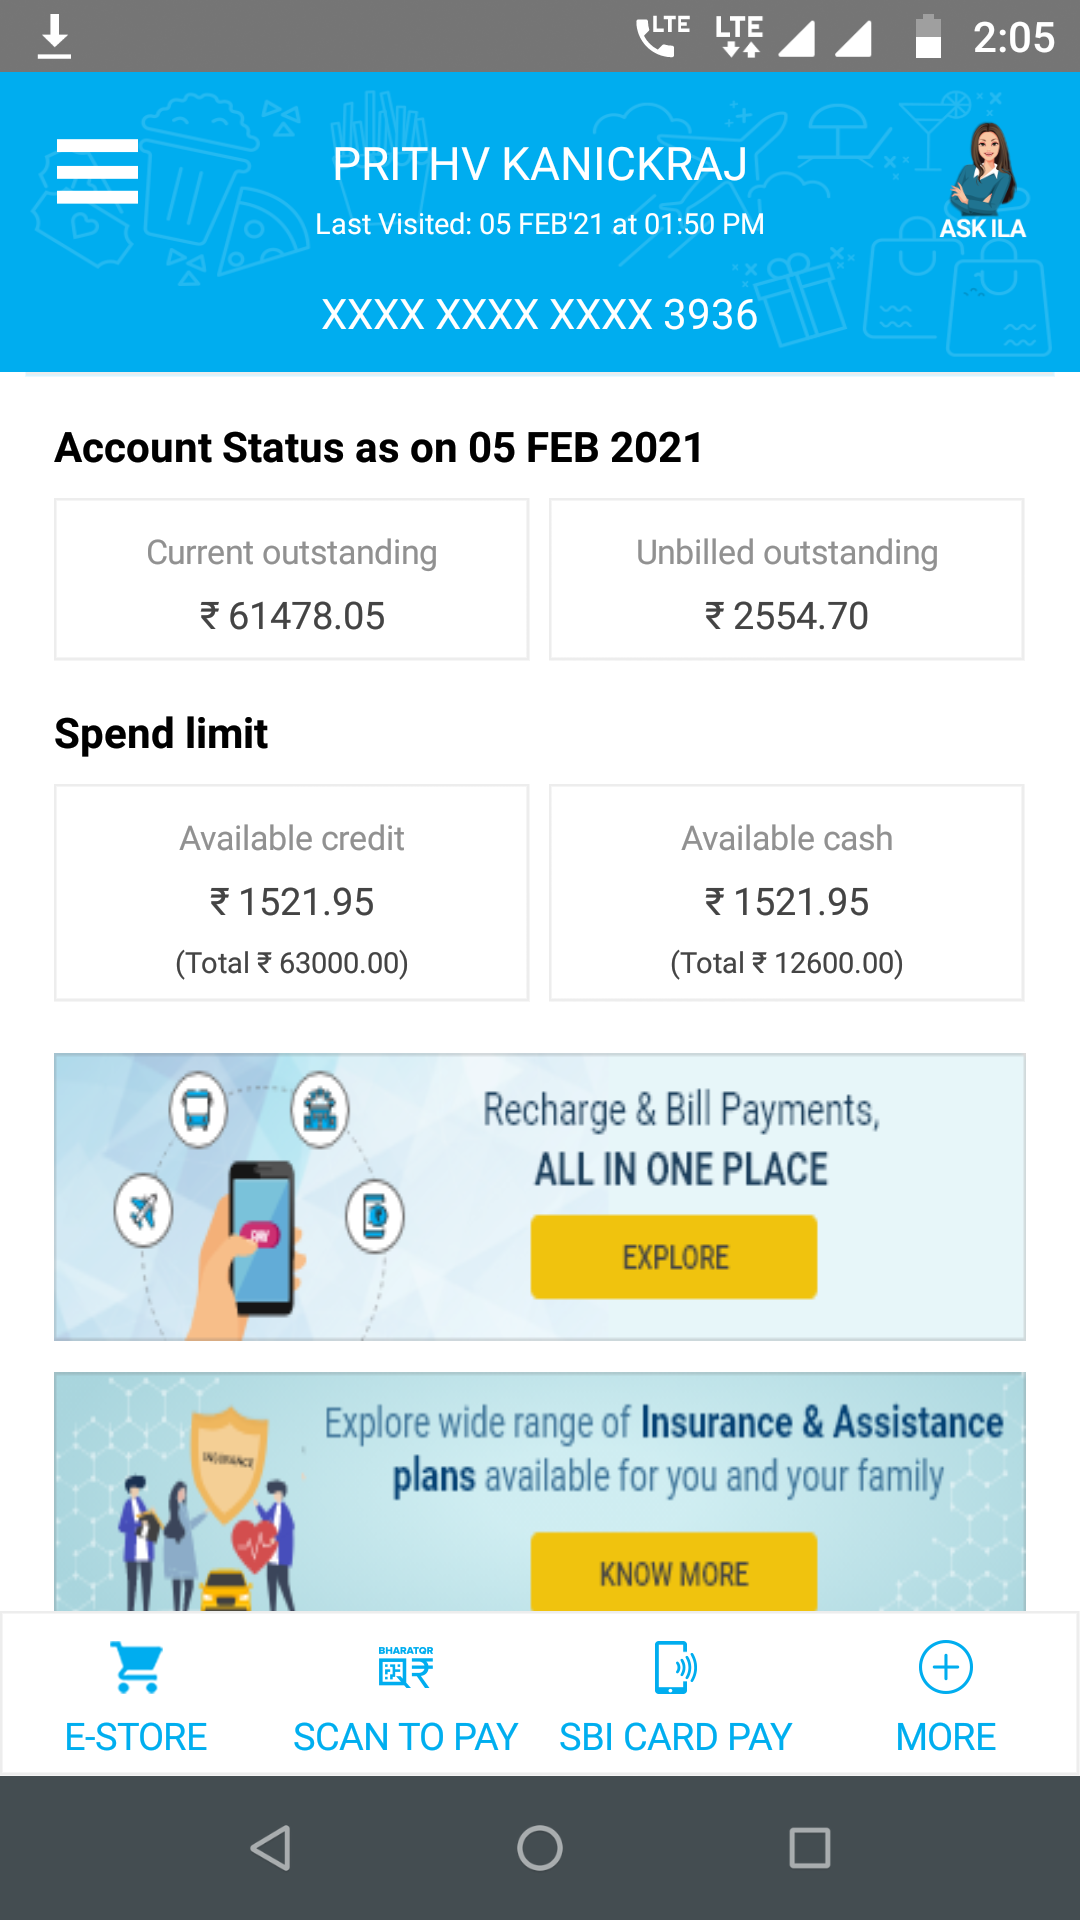 LTE LTE 2:05
PRITHV KANICKRAJ
Last Visited: 05 FEB'21 at 01:50 PM
ASK ILA
XXXX XXXX XXXX 3936
Account Status as on 05 FEB 2021
Current outstanding
₹ 61478.05
Unbilled outstanding
₹ 2554.70
Spend limit
Available credit
₹ 1521.95
(Total ₹ 63000.00)
Available cash
₹ 1521.95
(Total ₹ 12600.00)
Recharge & Bill Payments,
ALL IN ONE PLACE
PAY
EXPLORE
Explore wide range of Insurance & Assistance
plans available for you and your family
INSURANCE
KNOW MORE
BHARATQR
E-STORE
SCAN TO PAY
SBI CARD PAY
MORE